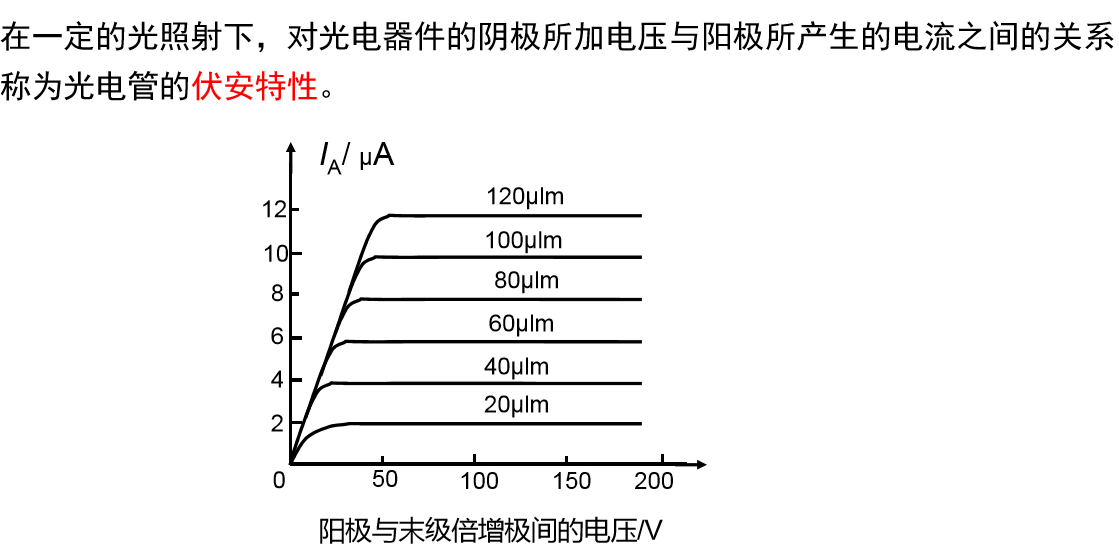 在一定的光照射下，对光电器件的阴极所加电压与阳极所产生的电流之间的关系
称为光电管的伏安特性。
I_A/ μA
120μlm
12
100μlm
10
80μlm
8
60μlm
6
40μlm
4
20μlm
2
0 50 100 150 200
阳极与末级倍增极间的电压/V